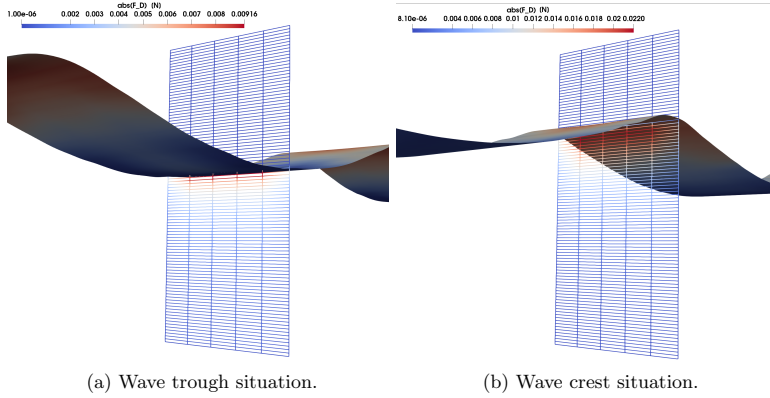 abs(F_D) (N)
1.00e-06 0.002 0.003 0.004 0.005 0.006 0.007 0.00916
abs(F_D) (N)
8.10e-06 0.004 0.006 0.008 0.01 0.012 0.014 0.016 0.018 0.02 0.0220
(a) Wave trough situation.
(b) Wave crest situation.